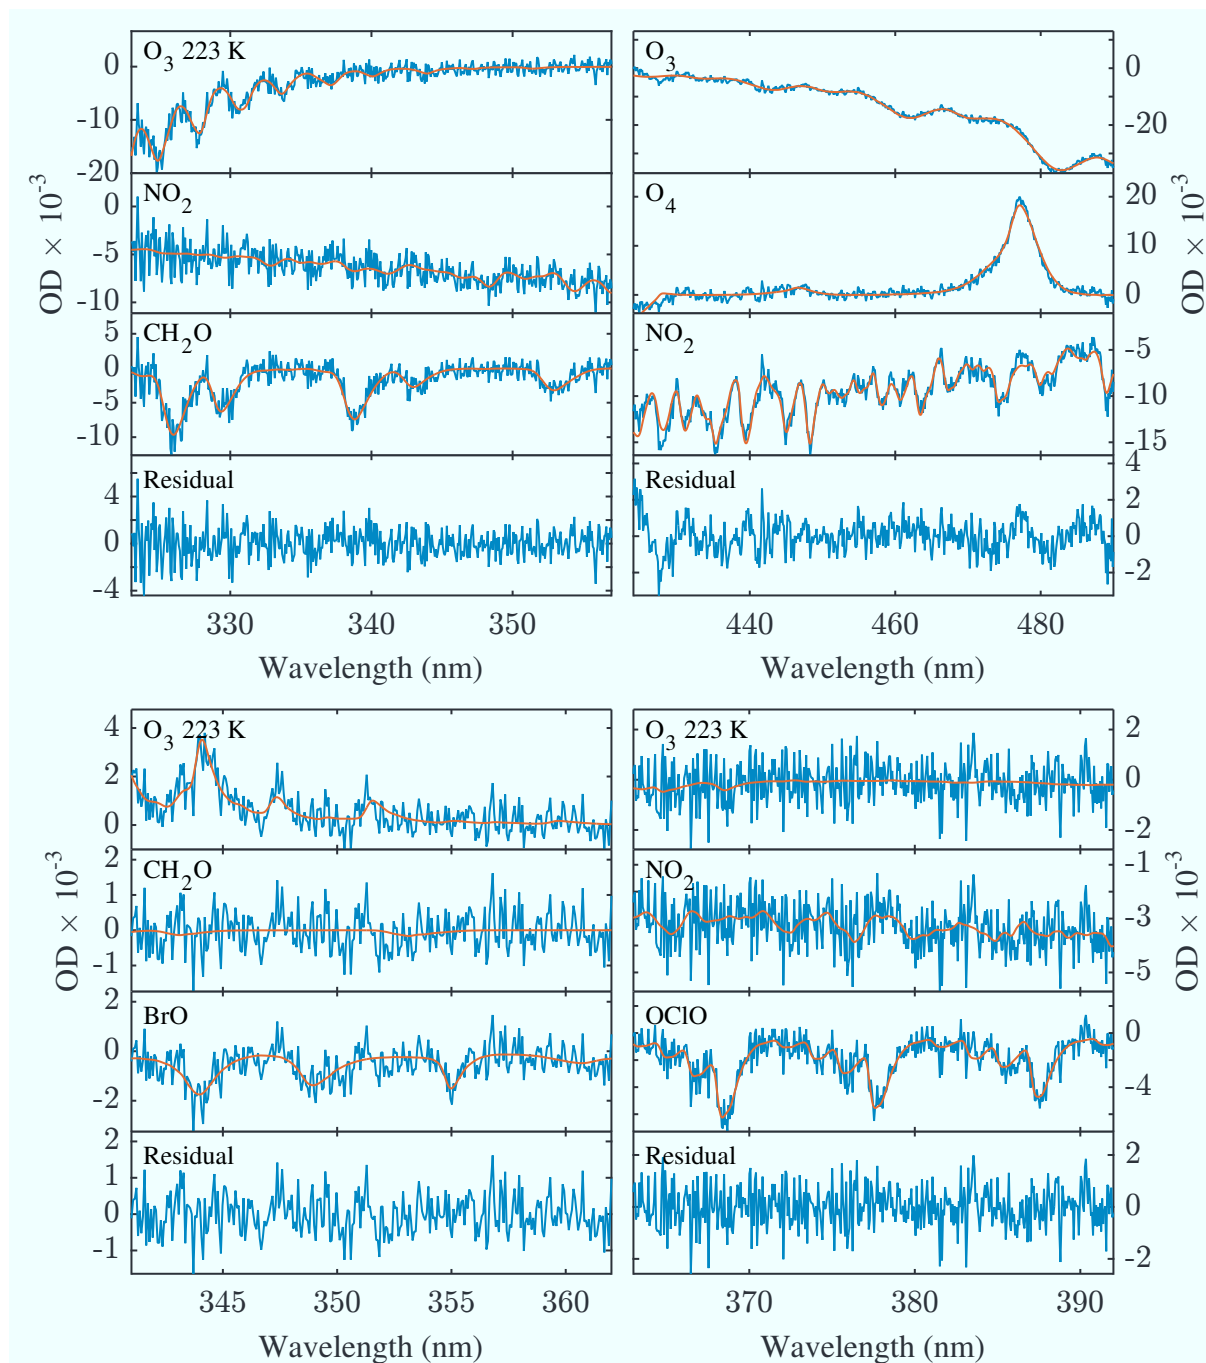 O3 223 K
0
-10
-20
NO2
0
-5
-10
CH2O
5
0
-5
-10
Residual
4
0
-4
OD × 10-3
330 340 350
Wavelength (nm)
O3
0
-20
O4
20
10
0
NO2
-5
-10
-15
Residual
4
2
0
-2
OD × 10-3
440 460 480
Wavelength (nm)
O3 223 K
4
2
0
CH2O
2
1
0
-1
BrO
2
0
-2
Residual
2
1
0
-1
OD × 10-3
345 350 355 360
Wavelength (nm)
O3 223 K
2
0
-2
NO2
-1
-3
-5
OClO
0
-4
Residual
2
0
-2
OD × 10-3
370 380 390
Wavelength (nm)